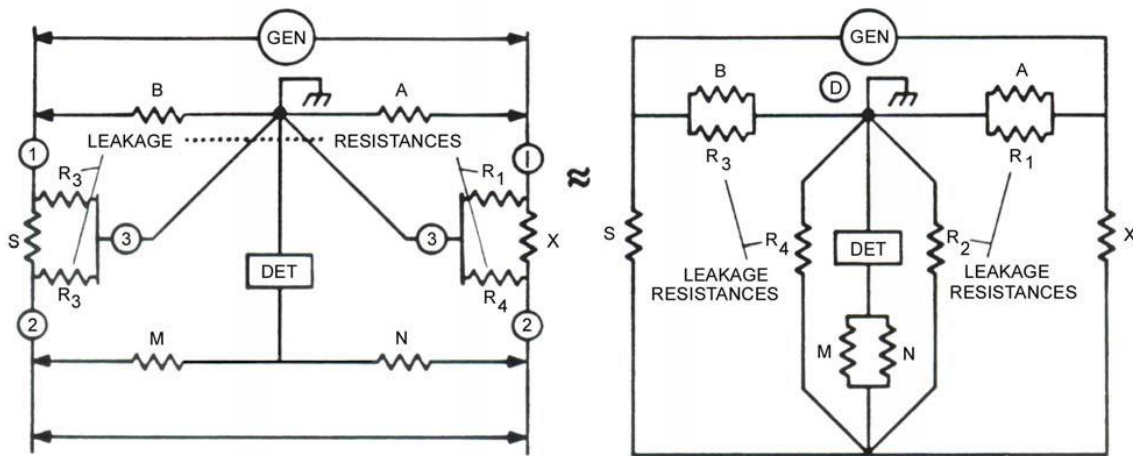 GEN
B
A
LEAKAGE
RESISTANCES
1
1
R3
R1
S
3
3
X
DET
R3
R4
2
2
M
N
≈
GEN
B
D
A
R3
R1
S
R4
DET
R2
X
LEAKAGE
RESISTANCES
LEAKAGE
RESISTANCES
M
N